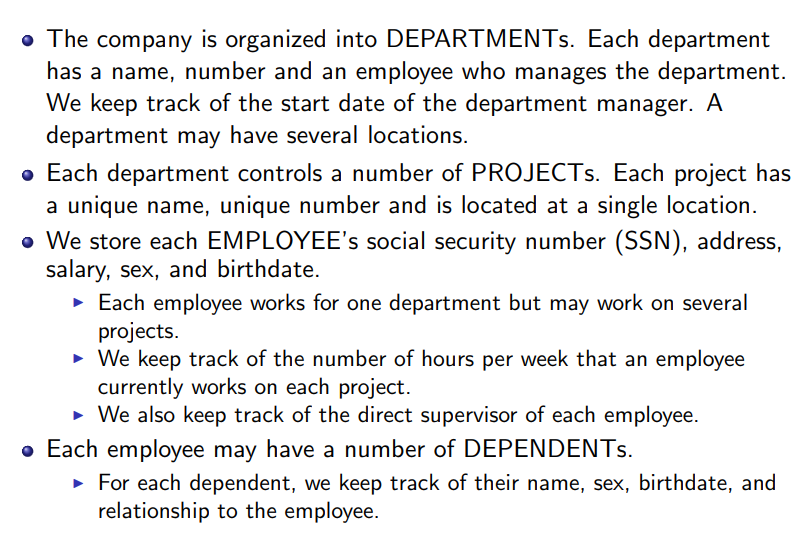 The company is organized into DEPARTMENTs. Each department
has a name, number and an employee who manages the department.
We keep track of the start date of the department manager. A
department may have several locations.
Each department controls a number of PROJECTs. Each project has
a unique name, unique number and is located at a single location.
We store each EMPLOYEE's social security number (SSN), address,
salary, sex, and birthdate.
Each employee works for one department but may work on several
projects.
We keep track of the number of hours per week that an employee
currently works on each project.
We also keep track of the direct supervisor of each employee.
Each employee may have a number of DEPENDENTs.
For each dependent, we keep track of their name, sex, birthdate, and
relationship to the employee.